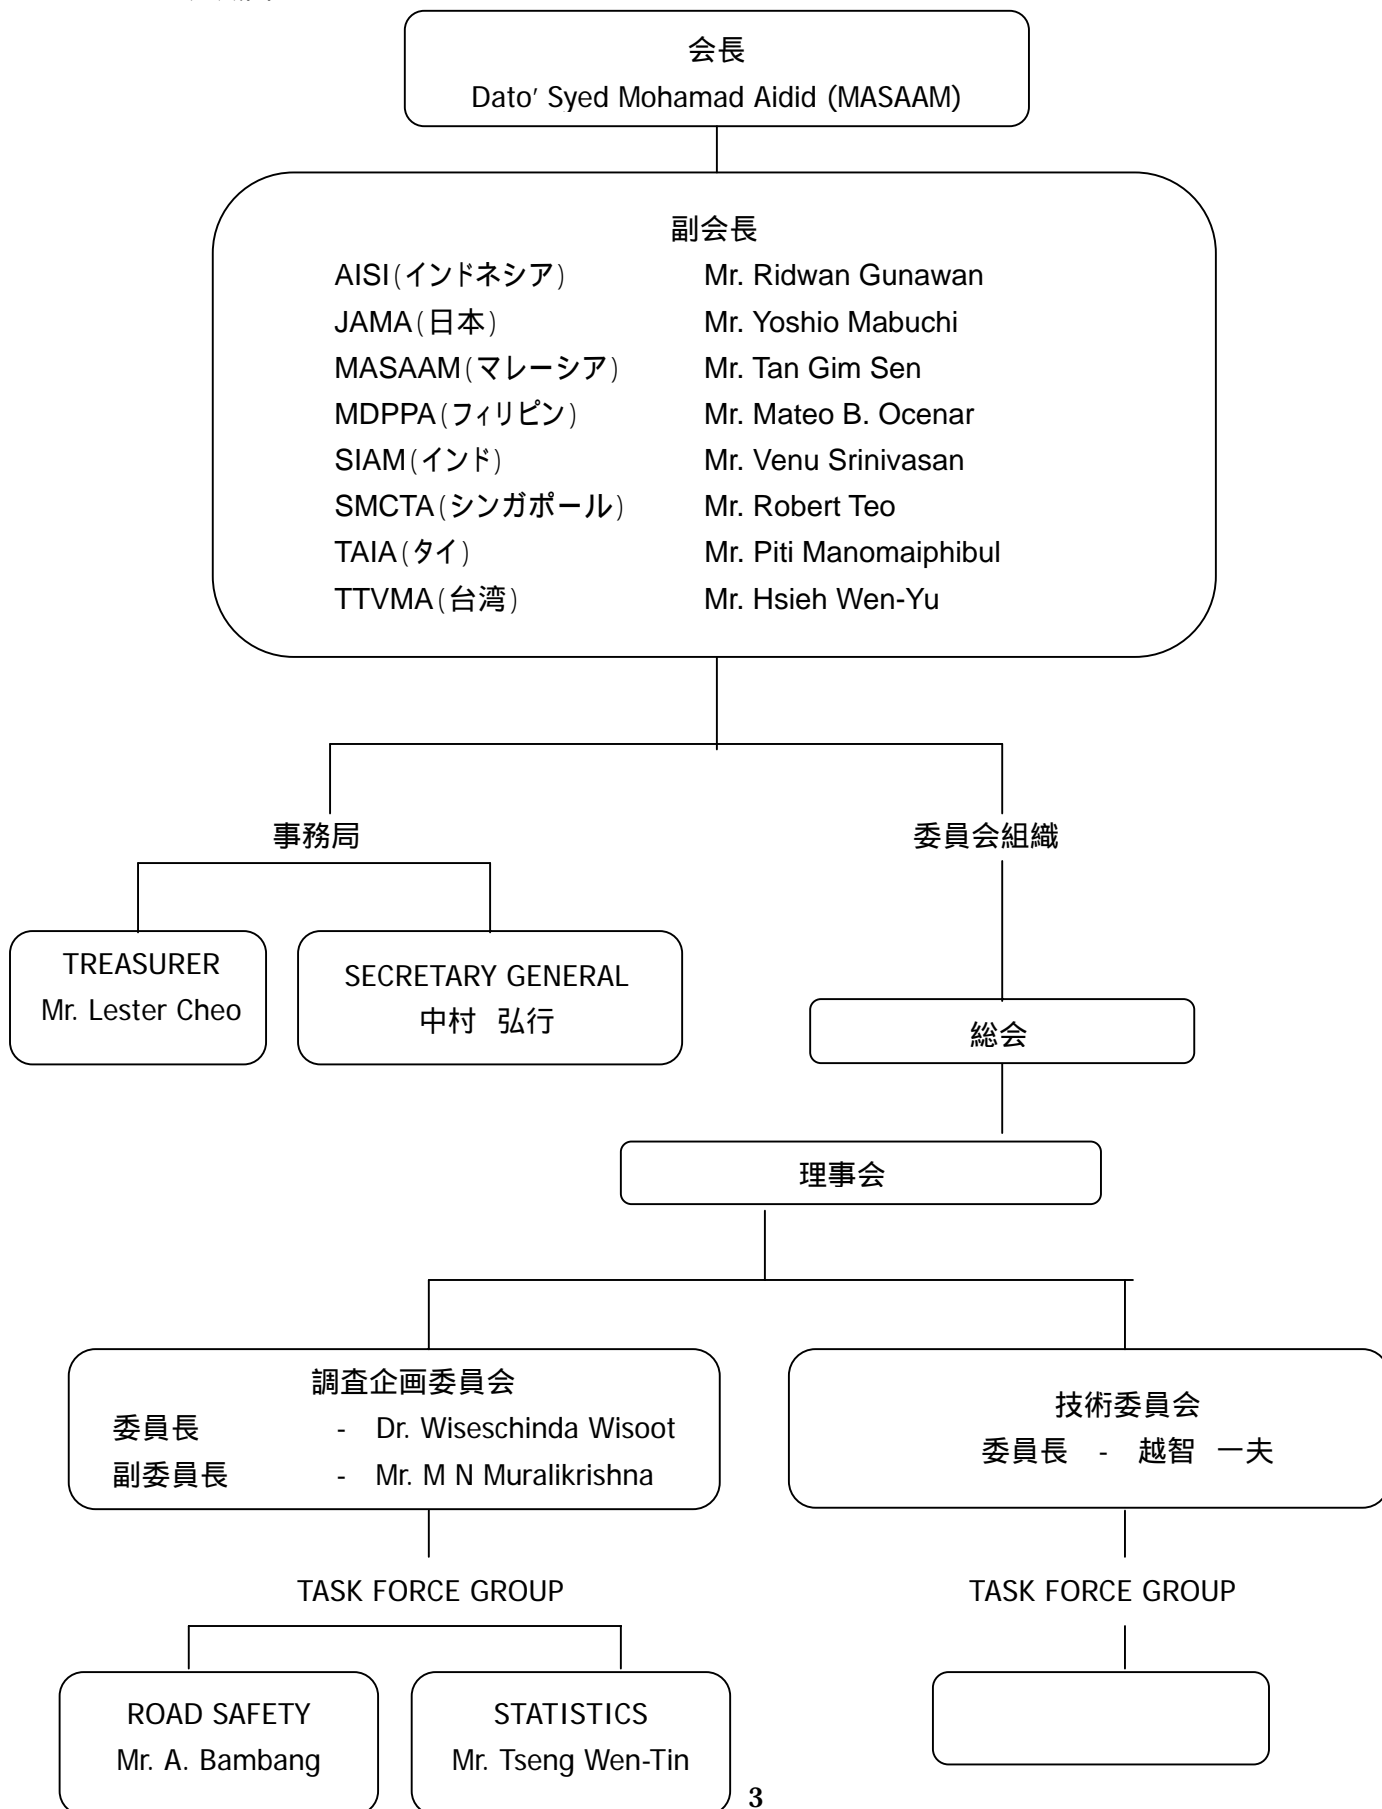 会長
Dato’ Syed Mohamad Aidid (MASAAM)
副会長
AISI(インドネシア) Mr. Ridwan Gunawan
JAMA(日本) Mr. Yoshio Mabuchi
MASAAM(マレーシア) Mr. Tan Gim Sen
MDPPA(フィリピン) Mr. Mateo B. Ocenar
SIAM(インド) Mr. Venu Srinivasan
SMCTA(シンガポール) Mr. Robert Teo
TAIA(タイ) Mr. Piti Manomaiphibul
TTVMA(台湾) Mr. Hsieh Wen-Yu
事務局 委員会組織
TREASURER
Mr. Lester Cheo
SECRETARY GENERAL
中村 弘行
総会
理事会
調査企画委員会
委員長 - Dr. Wiseschinda Wisoot
副委員長 - Mr. M N Muralikrishna
技術委員会
委員長 - 越智 一夫
TASK FORCE GROUP TASK FORCE GROUP
ROAD SAFETY
Mr. A. Bambang
STATISTICS
Mr. Tseng Wen-Tin
3